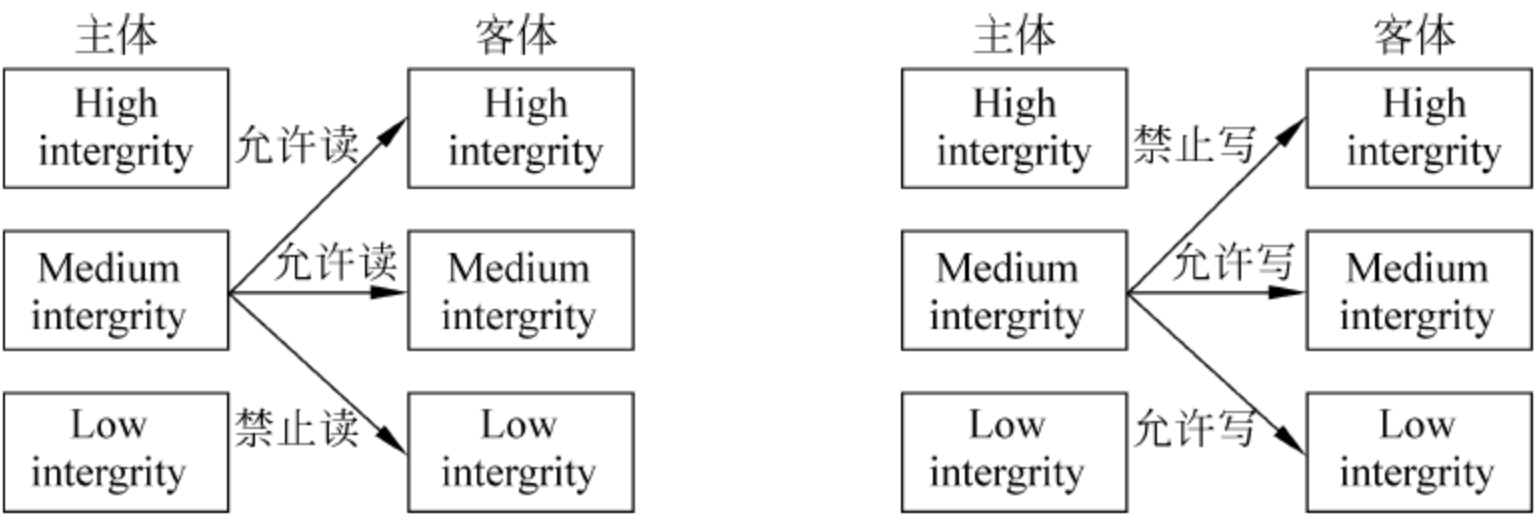 主体
客体
High
intergrity
允许读
High
intergrity
Medium
intergrity
允许读
Medium
intergrity
Low
intergrity
禁止读
Low
intergrity
主体
客体
High
intergrity
禁止写
High
intergrity
Medium
intergrity
允许写
Medium
intergrity
Low
intergrity
允许写
Low
intergrity